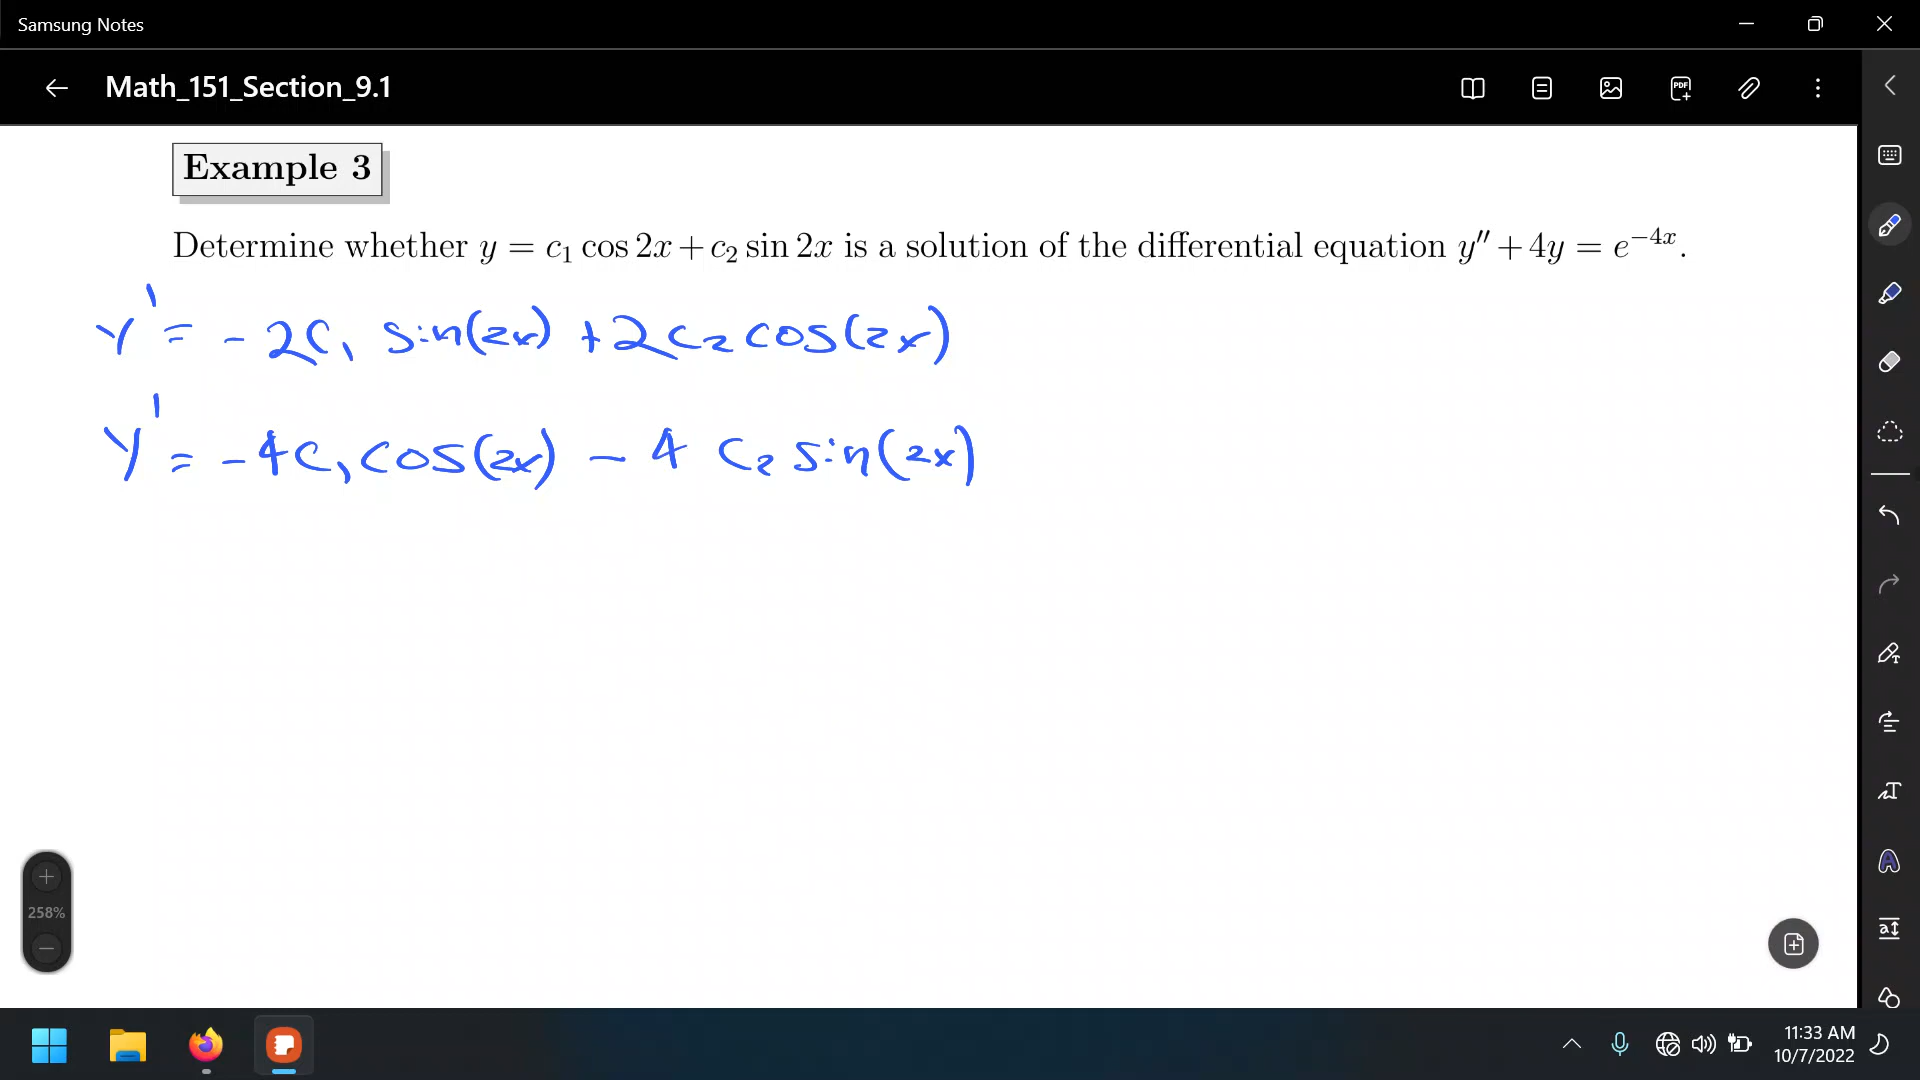 Samsung Notes
Math_151_Section_9.1
PDF
Example 3
Determine whether y = c₁ cos 2x + c₂ sin 2x is a solution of the differential equation y″ + 4y = e⁻⁴ˣ.
y' = - 2C₁ sin(2x) + 2C₂ cos(2x)
y' = -4C₁ cos(2x) - 4 C₂ sin(2x)
258%
11:33 AM
10/7/2022